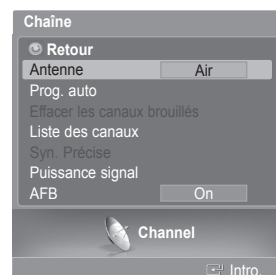 Chaîne
Retour
Antenne Air
Prog. auto
Effacer les canaux brouillés
Liste des canaux
Syn. Précise
Puissance signal
AFB On
Channel
Intro.